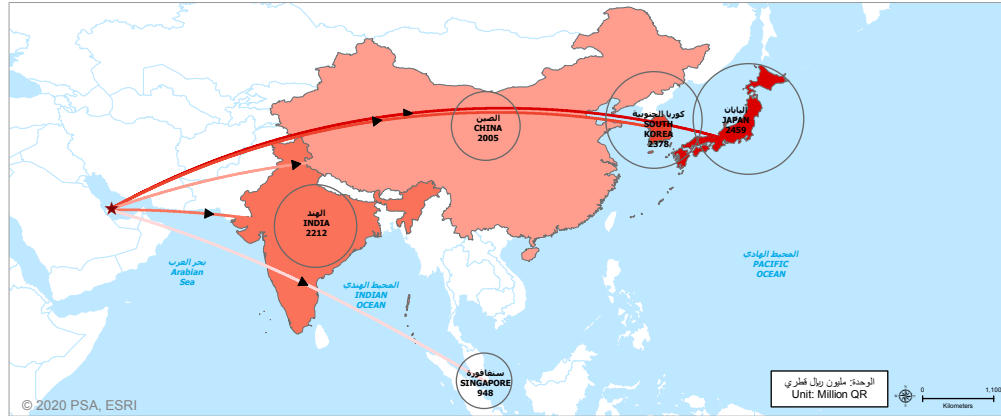 الصين
CHINA
2005
كوريا الجنوبية
SOUTH
KOREA
2378
اليابان
JAPAN
2459
الهند
INDIA
2212
بحر العرب
Arabian
Sea
المحيط الهندي
INDIAN
OCEAN
المحيط الهادي
PACIFIC
OCEAN
سنغافورة
SINGAPORE
948
الوحدة: مليون ريال قطري
Unit: Million QR
0 1,100
Kilometers
© 2020 PSA, ESRI